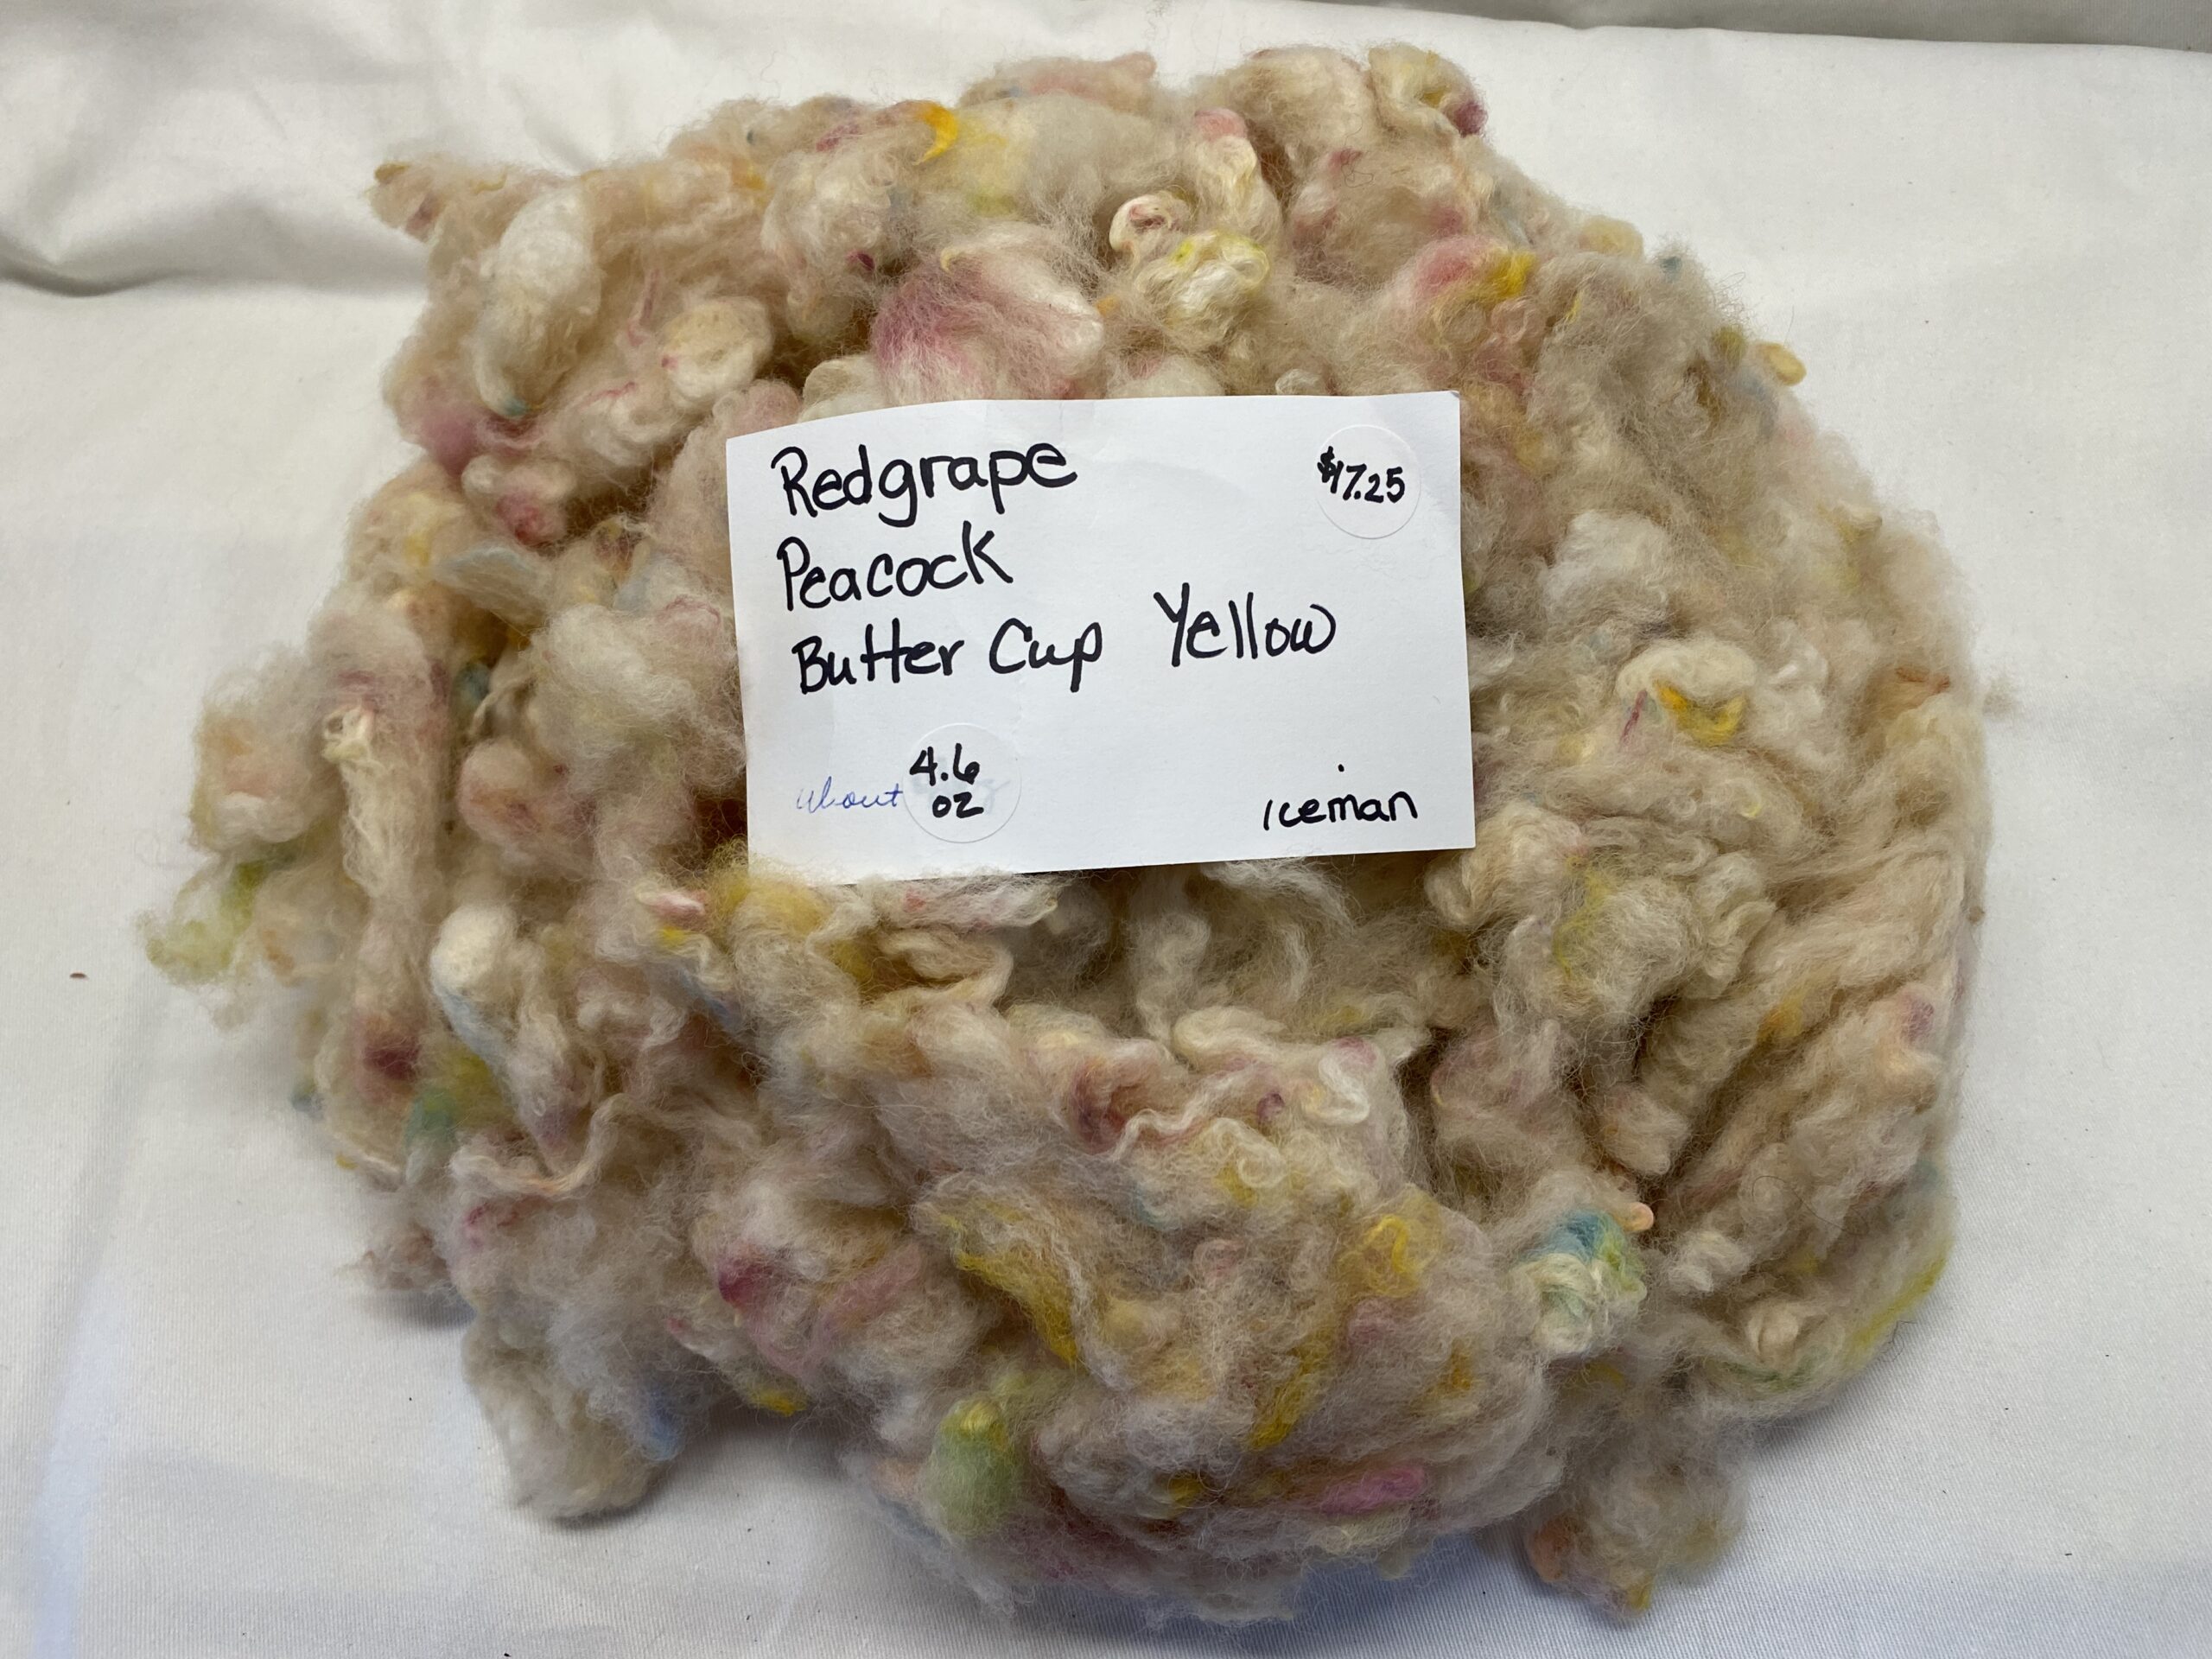 Redgrape
$17.25
Peacock
Butter Cup Yellow
about 4.6
oz
iceman